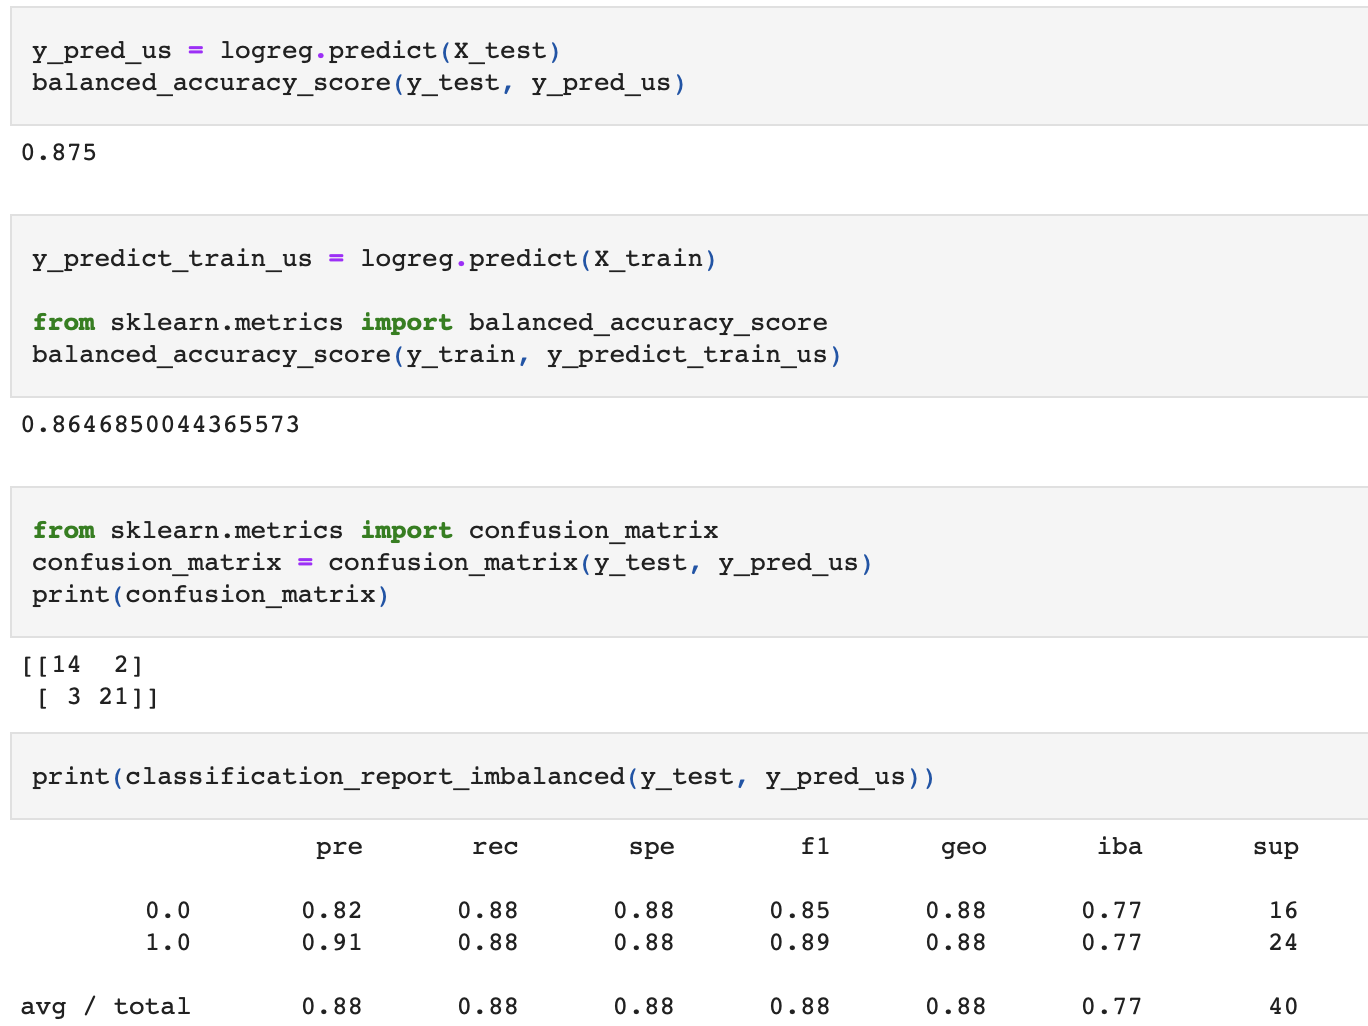 y_pred_us = logreg.predict(X_test)
balanced_accuracy_score(y_test, y_pred_us)
0.875
y_predict_train_us = logreg.predict(X_train)
from sklearn.metrics import balanced_accuracy_score
balanced_accuracy_score(y_train, y_predict_train_us)
0.8646850044365573
from sklearn.metrics import confusion_matrix
confusion_matrix = confusion_matrix(y_test, y_pred_us)
print(confusion_matrix)
[[14  2]
 [ 3 21]]
print(classification_report_imbalanced(y_test, y_pred_us))
pre rec spe f1 geo iba sup
0.0 0.82 0.88 0.88 0.85 0.88 0.77 16
1.0 0.91 0.88 0.88 0.89 0.88 0.77 24
avg / total 0.88 0.88 0.88 0.88 0.88 0.77 40